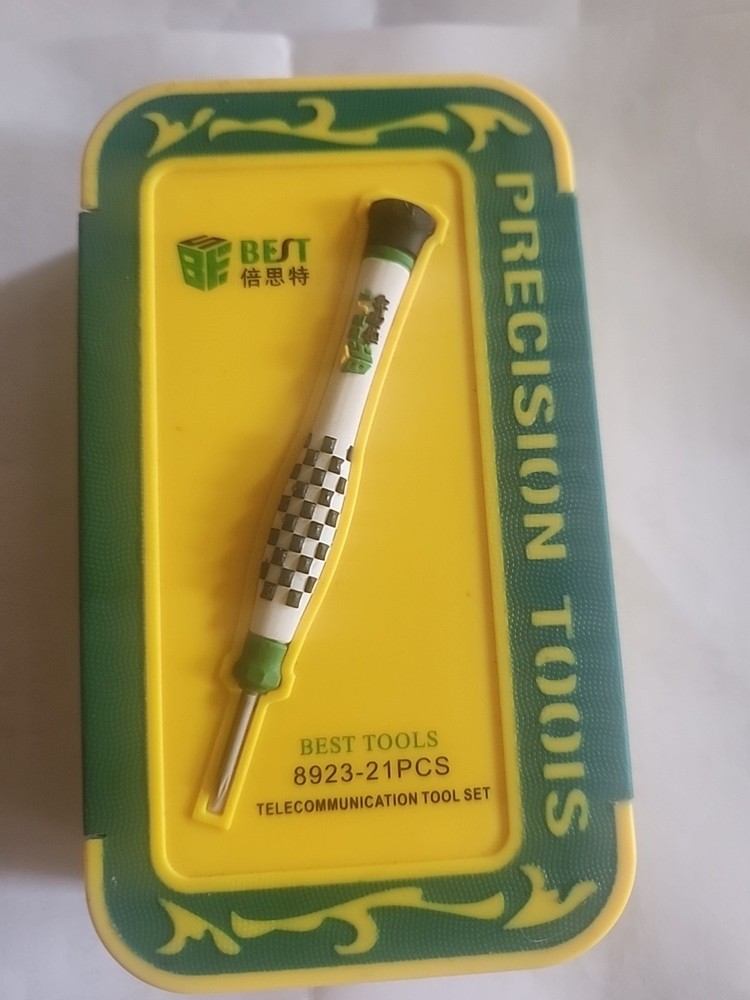 BEST
倍思特
PRECISION TOOLS
BEST TOOLS
8923-21PCS
TELECOMMUNICATION TOOL SET